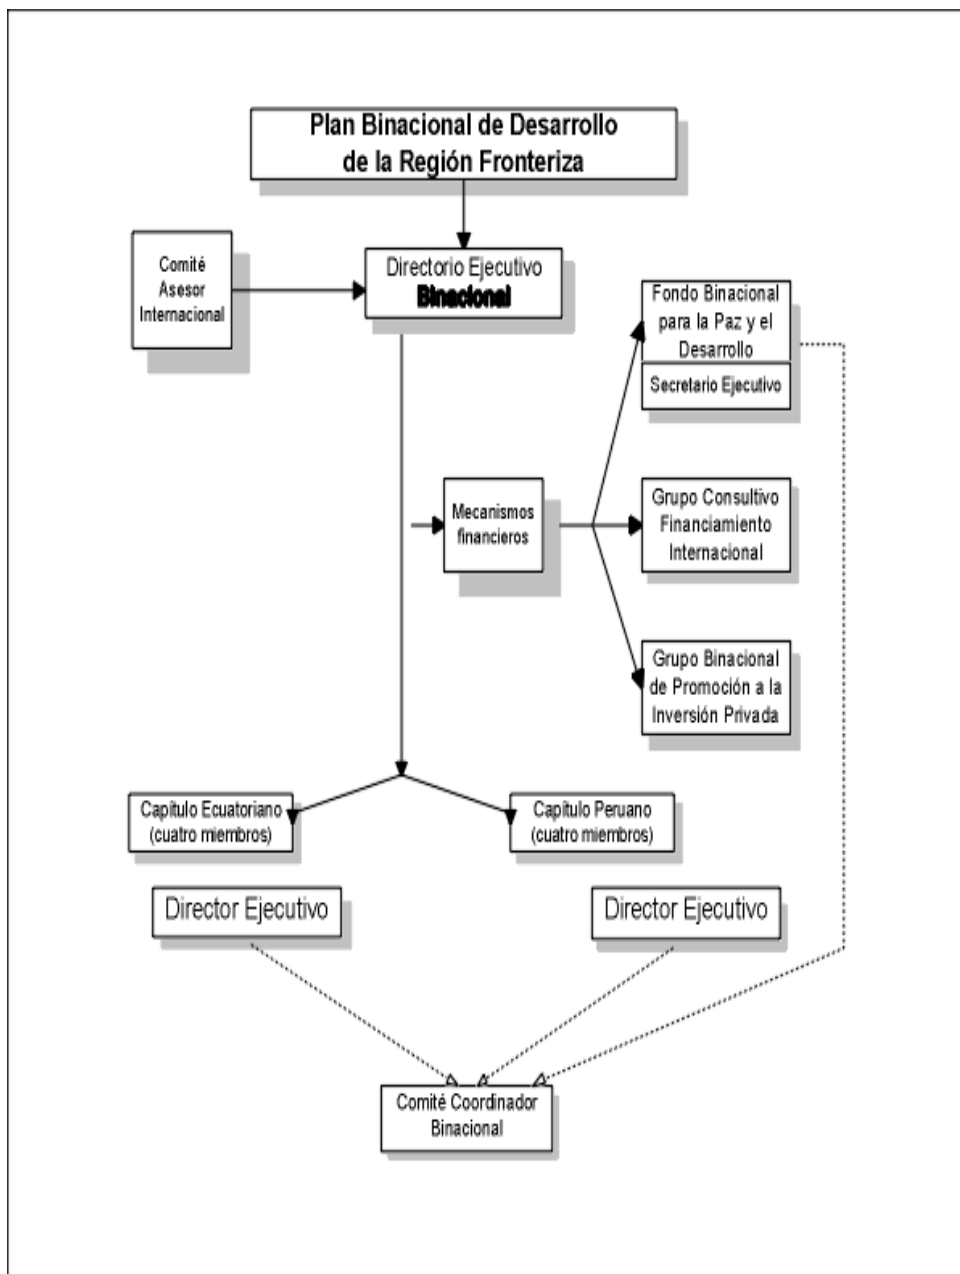 Plan Binacional de Desarrollo
de la Región Fronteriza
Comité
Asesor
Internacional
Directorio Ejecutivo
Binacional
Fondo Binacional
para la Paz y el
Desarrollo
Secretario Ejecutivo
Mecanismos
financieros
Grupo Consultivo
Financiamiento
Internacional
Grupo Binacional
de Promoción a la
Inversión Privada
Capítulo Ecuatoriano
(cuatro miembros)
Capítulo Peruano
(cuatro miembros)
Director Ejecutivo
Director Ejecutivo
Comité Coordinador
Binacional